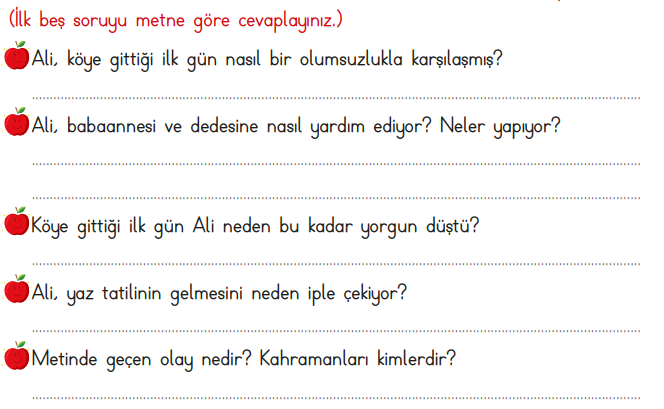 (İlk beş soruyu metne göre cevaplayınız.)
Ali, köye gittiği ilk gün nasıl bir olumsuzlukla karşılaşmış?
Ali, babaannesi ve dedesine nasıl yardım ediyor? Neler yapıyor?
Köye gittiği ilk gün Ali neden bu kadar yorgun düştü?
Ali, yaz tatilinin gelmesini neden iple çekiyor?
Metinde geçen olay nedir? Kahramanları kimlerdir?